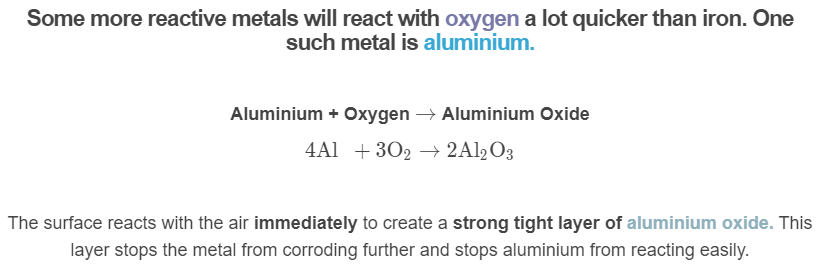 Some more reactive metals will react with oxygen a lot quicker than iron. One
such metal is aluminium.
Aluminium + Oxygen → Aluminium Oxide
4Al + 3O₂ → 2Al₂O₃
The surface reacts with the air immediately to create a strong tight layer of aluminium oxide. This
layer stops the metal from corroding further and stops aluminium from reacting easily.